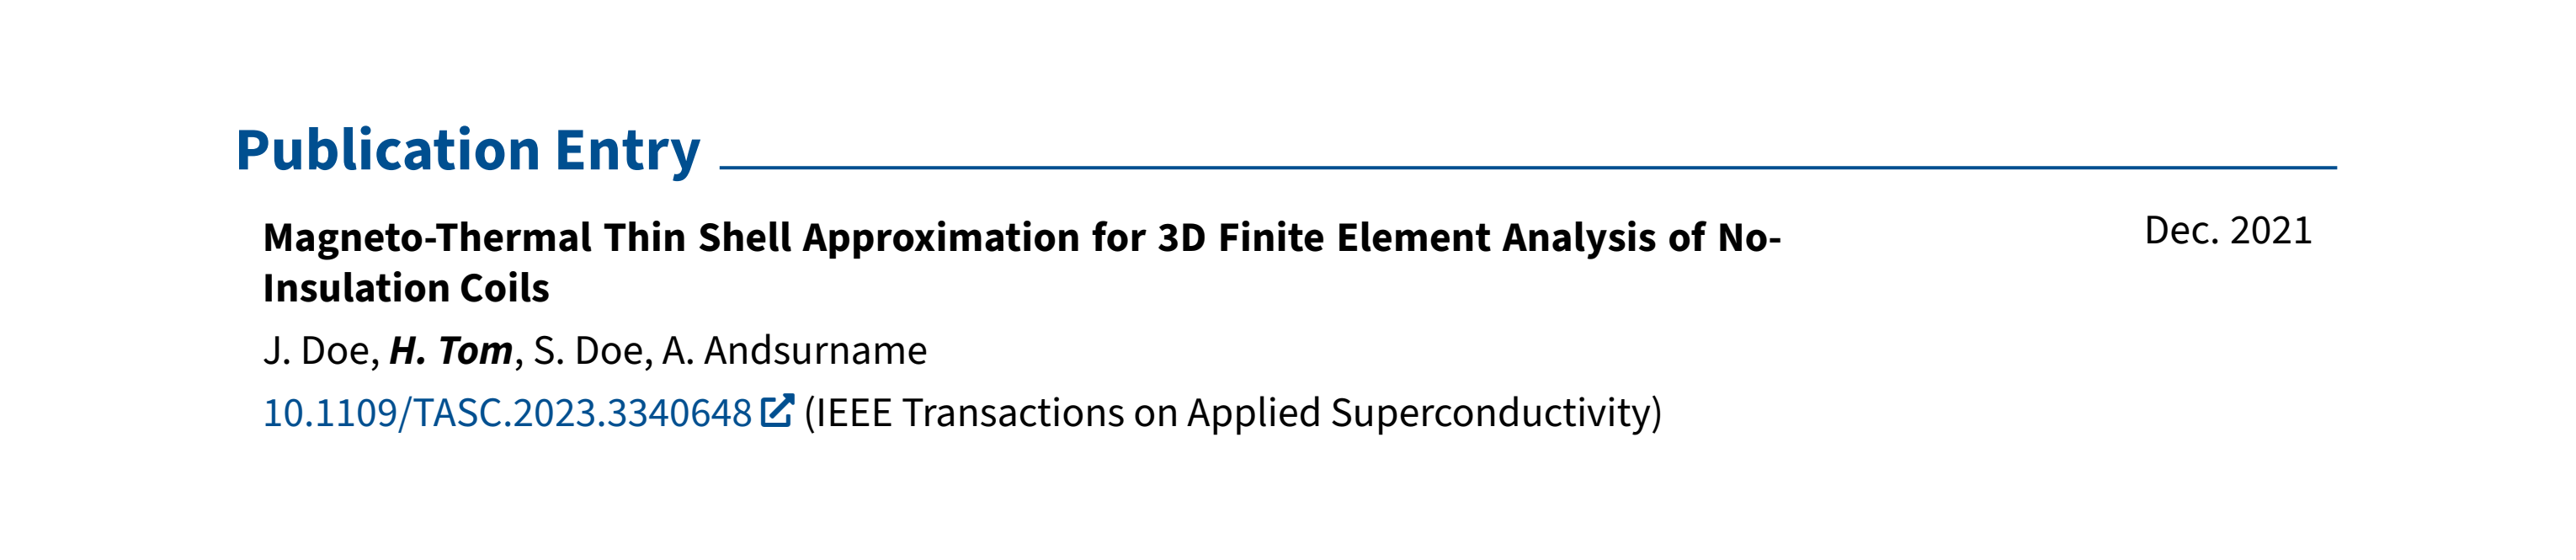 Publication Entry
Magneto-Thermal Thin Shell Approximation for 3D Finite Element Analysis of No-
Insulation Coils
Dec. 2021
J. Doe, H. Tom, S. Doe, A. Andsurname
10.1109/TASC.2023.3340648 (IEEE Transactions on Applied Superconductivity)